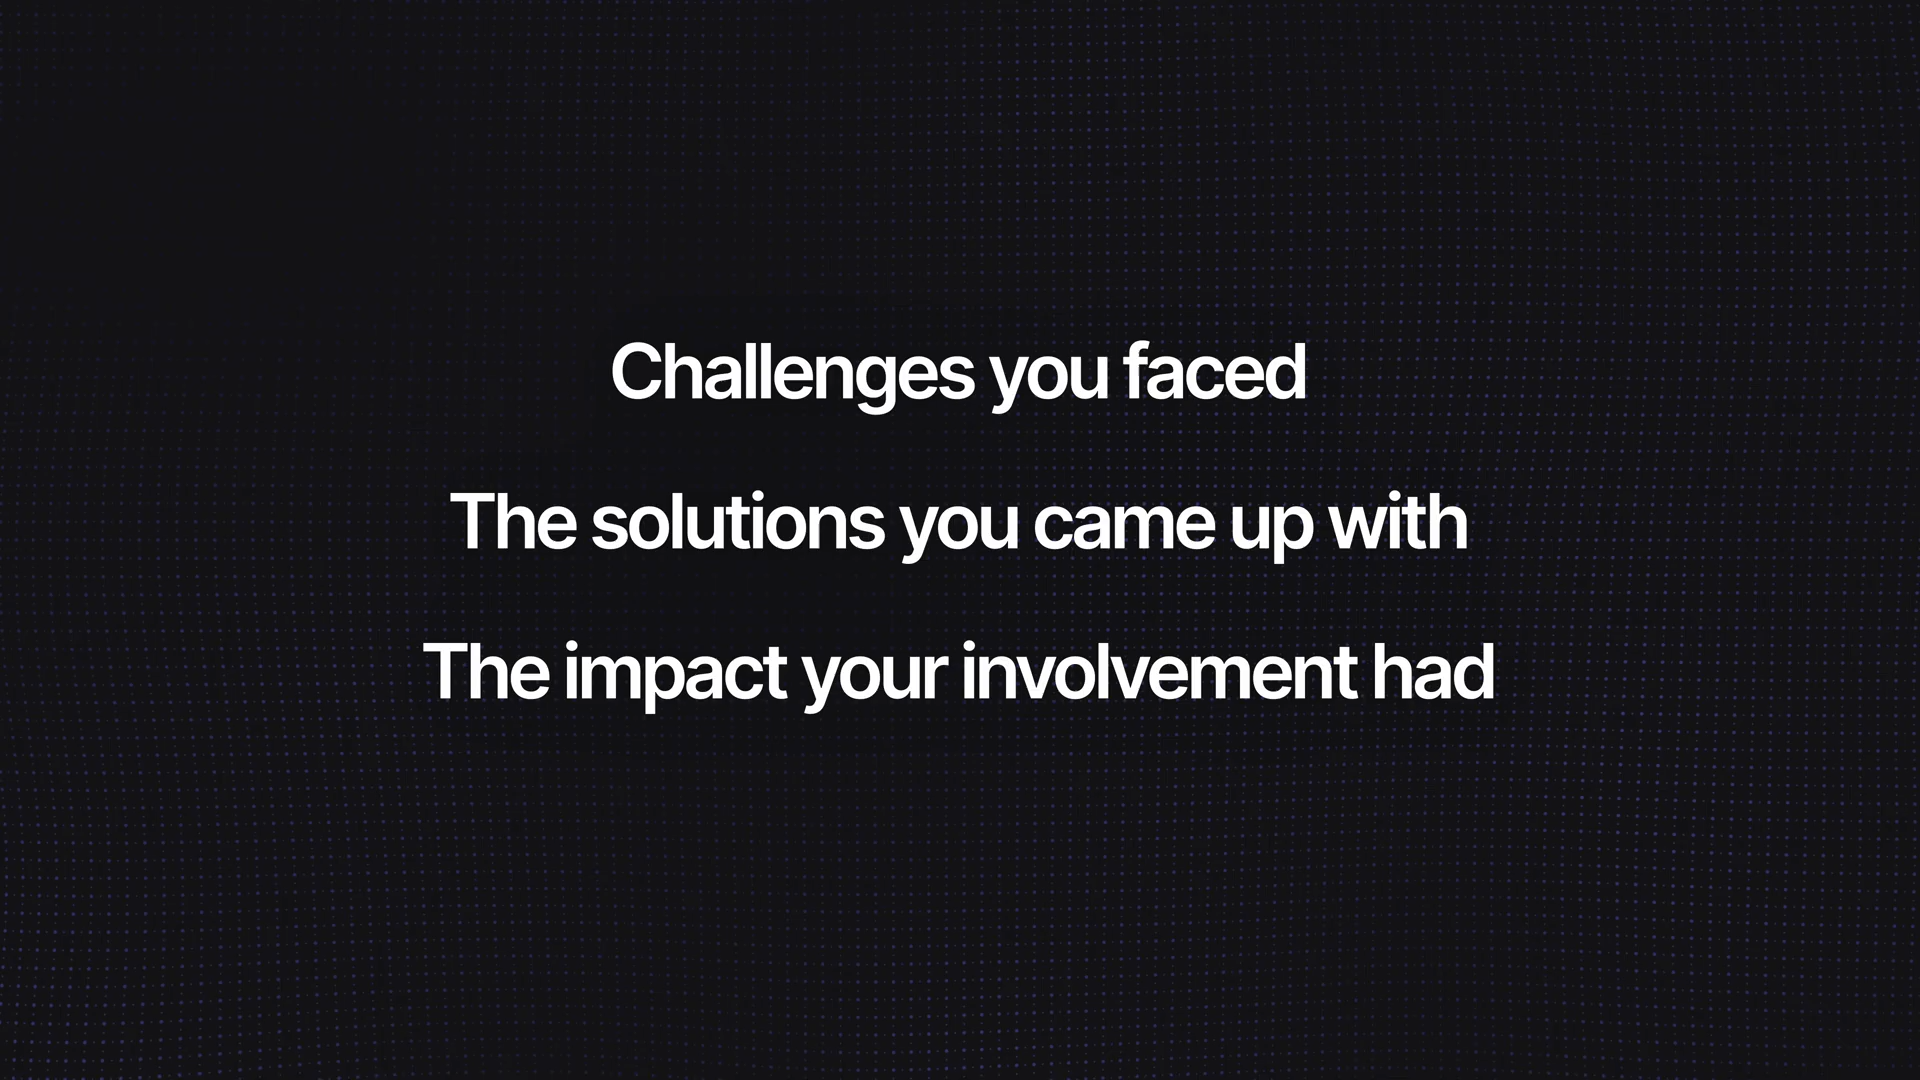 Challenges you faced
The solutions you came up with
The impact your involvement had